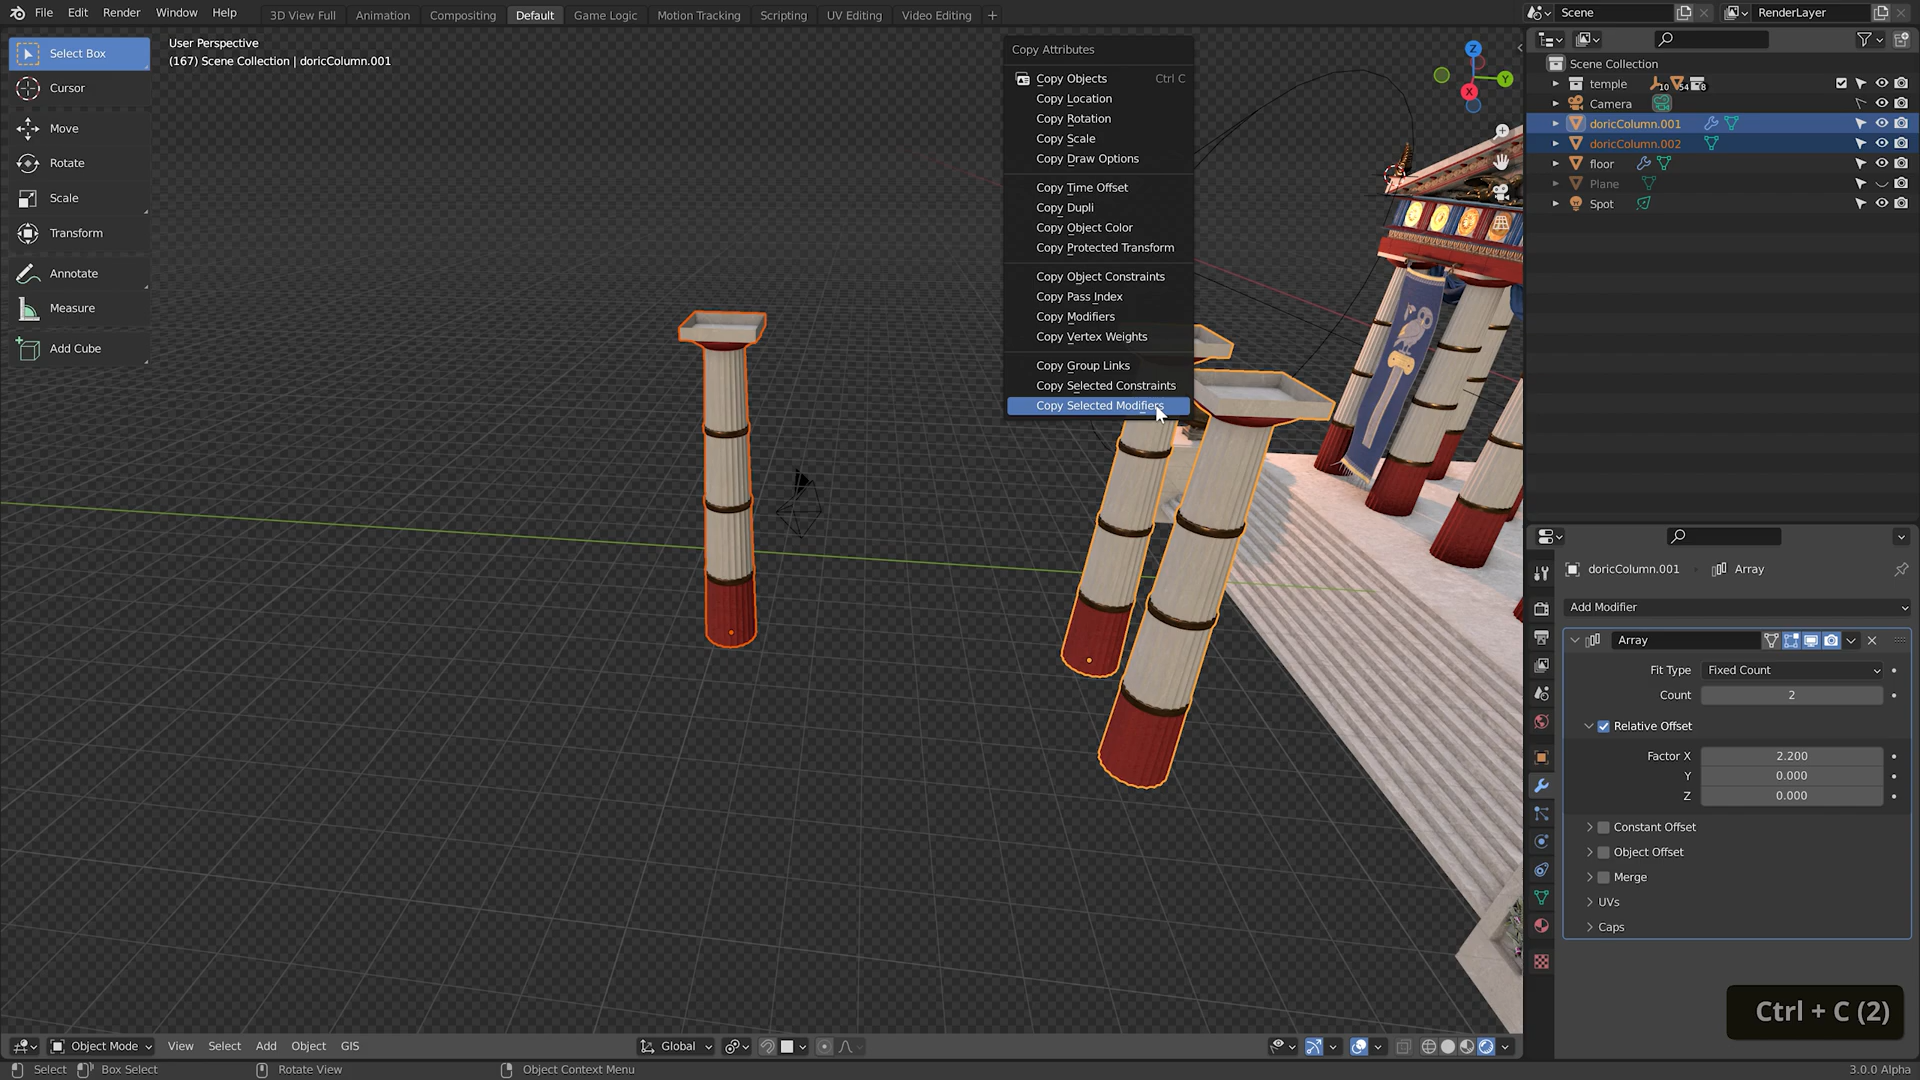 File Edit Render Window Help
3D View Full Animation Compositing Default Game Logic Motion Tracking Scripting UV Editing Video Editing +
Scene
RenderLayer
Select Box
Cursor
Move
Rotate
Scale
Transform
Annotate
Measure
Add Cube
User Perspective
(167) Scene Collection | doricColumn.001
Copy Attributes
Copy Objects Ctrl C
Copy Location
Copy Rotation
Copy Scale
Copy Draw Options
Copy Time Offset
Copy Dupli
Copy Object Color
Copy Protected Transform
Copy Object Constraints
Copy Pass Index
Copy Modifiers
Copy Vertex Weights
Copy Group Links
Copy Selected Constraints
Copy Selected Modifiers
Z
Y
X
Scene Collection
temple 10 54 8
Camera
doricColumn.001
doricColumn.002
floor
Plane
Spot
doricColumn.001 Array
Add Modifier
Array
Fit Type Fixed Count
Count 2
Relative Offset
Factor X 2.200
Y 0.000
Z 0.000
Constant Offset
Object Offset
Merge
UVs
Caps
Ctrl + C (2)
Object Mode View Select Add Object GIS
Global
Select Box Select Rotate View Object Context Menu
3.0.0 Alpha